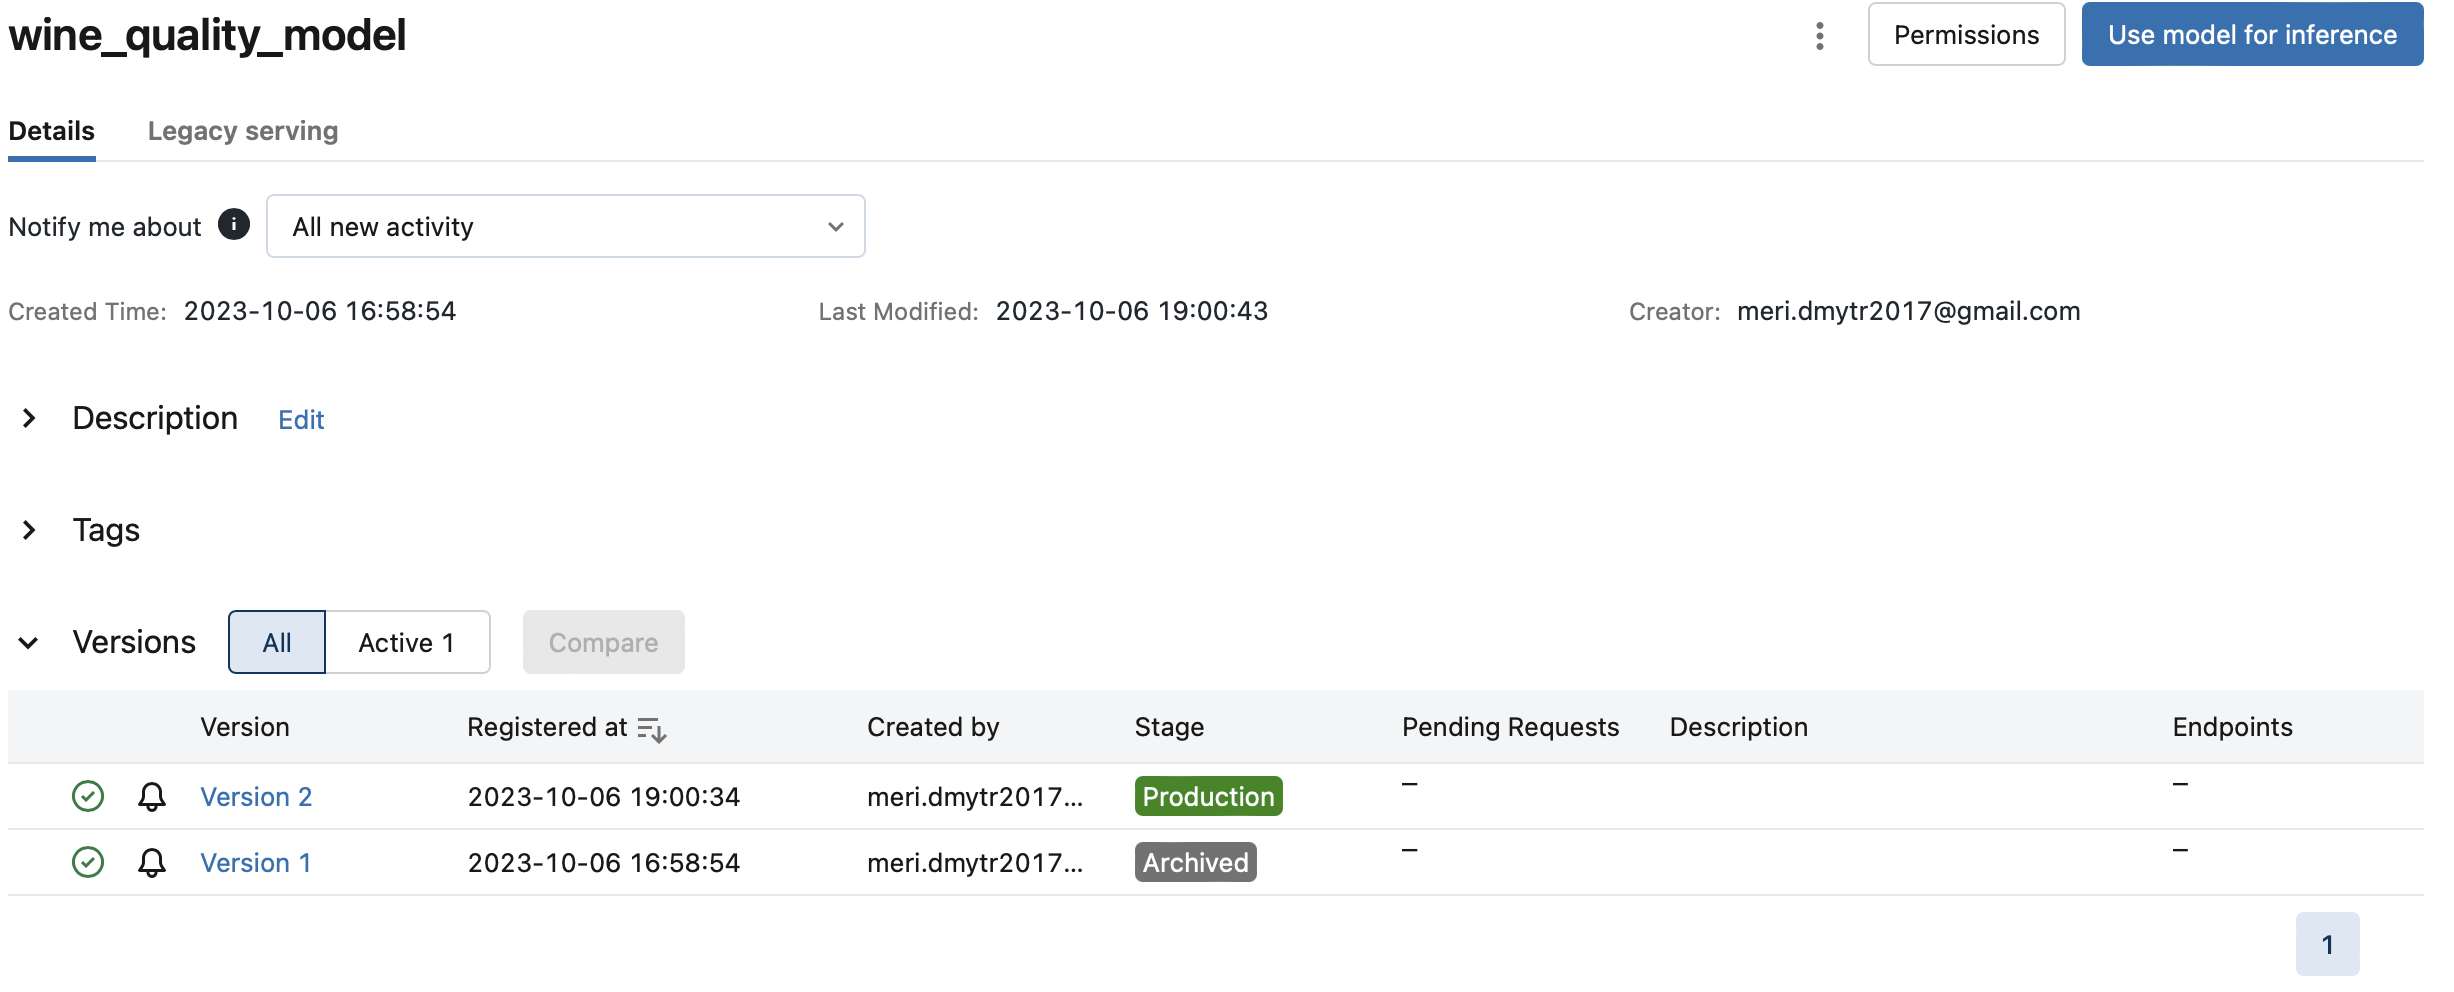 wine_quality_model
Permissions
Use model for inference
Details
Legacy serving
Notify me about
All new activity
Created Time: 2023-10-06 16:58:54
Last Modified: 2023-10-06 19:00:43
Creator: meri.dmytr2017@gmail.com
Description Edit
Tags
Versions All Active 1 Compare
Version Registered at Created by Stage Pending Requests Description Endpoints
Version 2 2023-10-06 19:00:34 meri.dmytr2017... Production – –
Version 1 2023-10-06 16:58:54 meri.dmytr2017... Archived – –
1